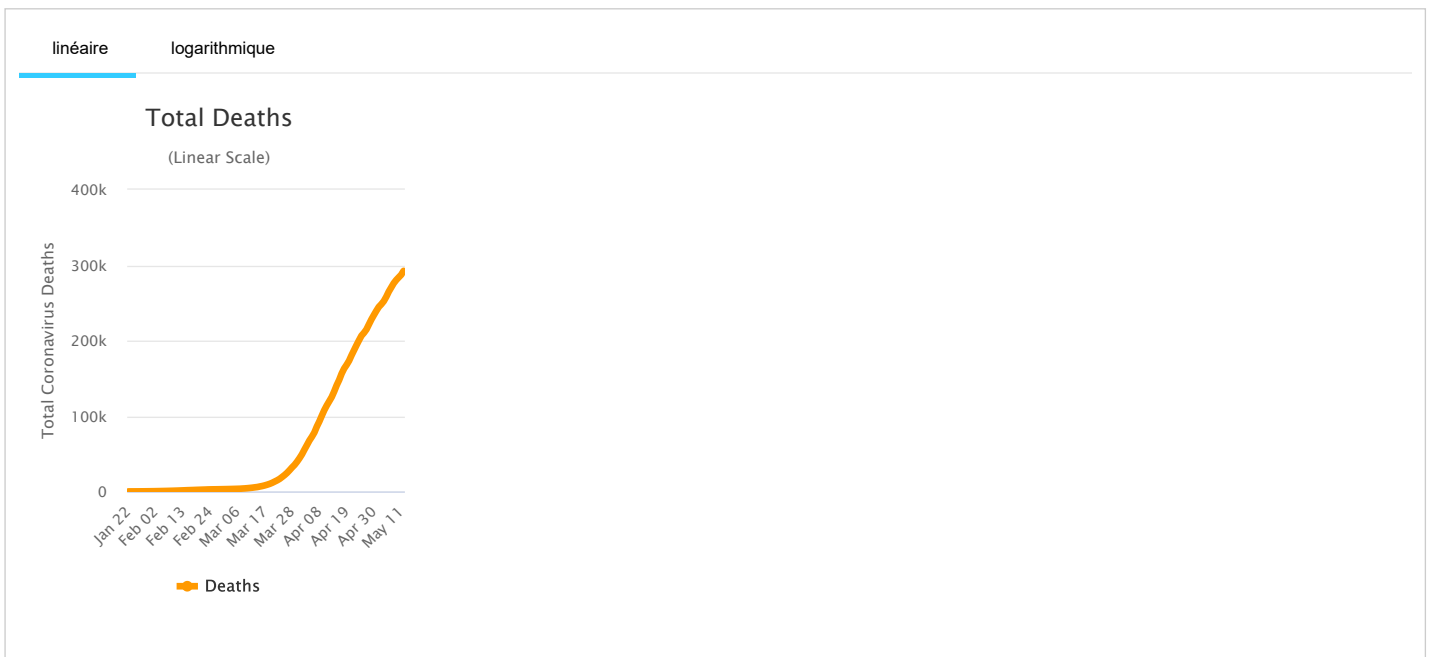 linéaire logarithmique
Total Deaths
(Linear Scale)
Total Coronavirus Deaths
400k
300k
200k
100k
0
Jan 22 Feb 02 Feb 13 Feb 24 Mar 06 Mar 17 Mar 28 Apr 08 Apr 19 Apr 30 May 11
Deaths